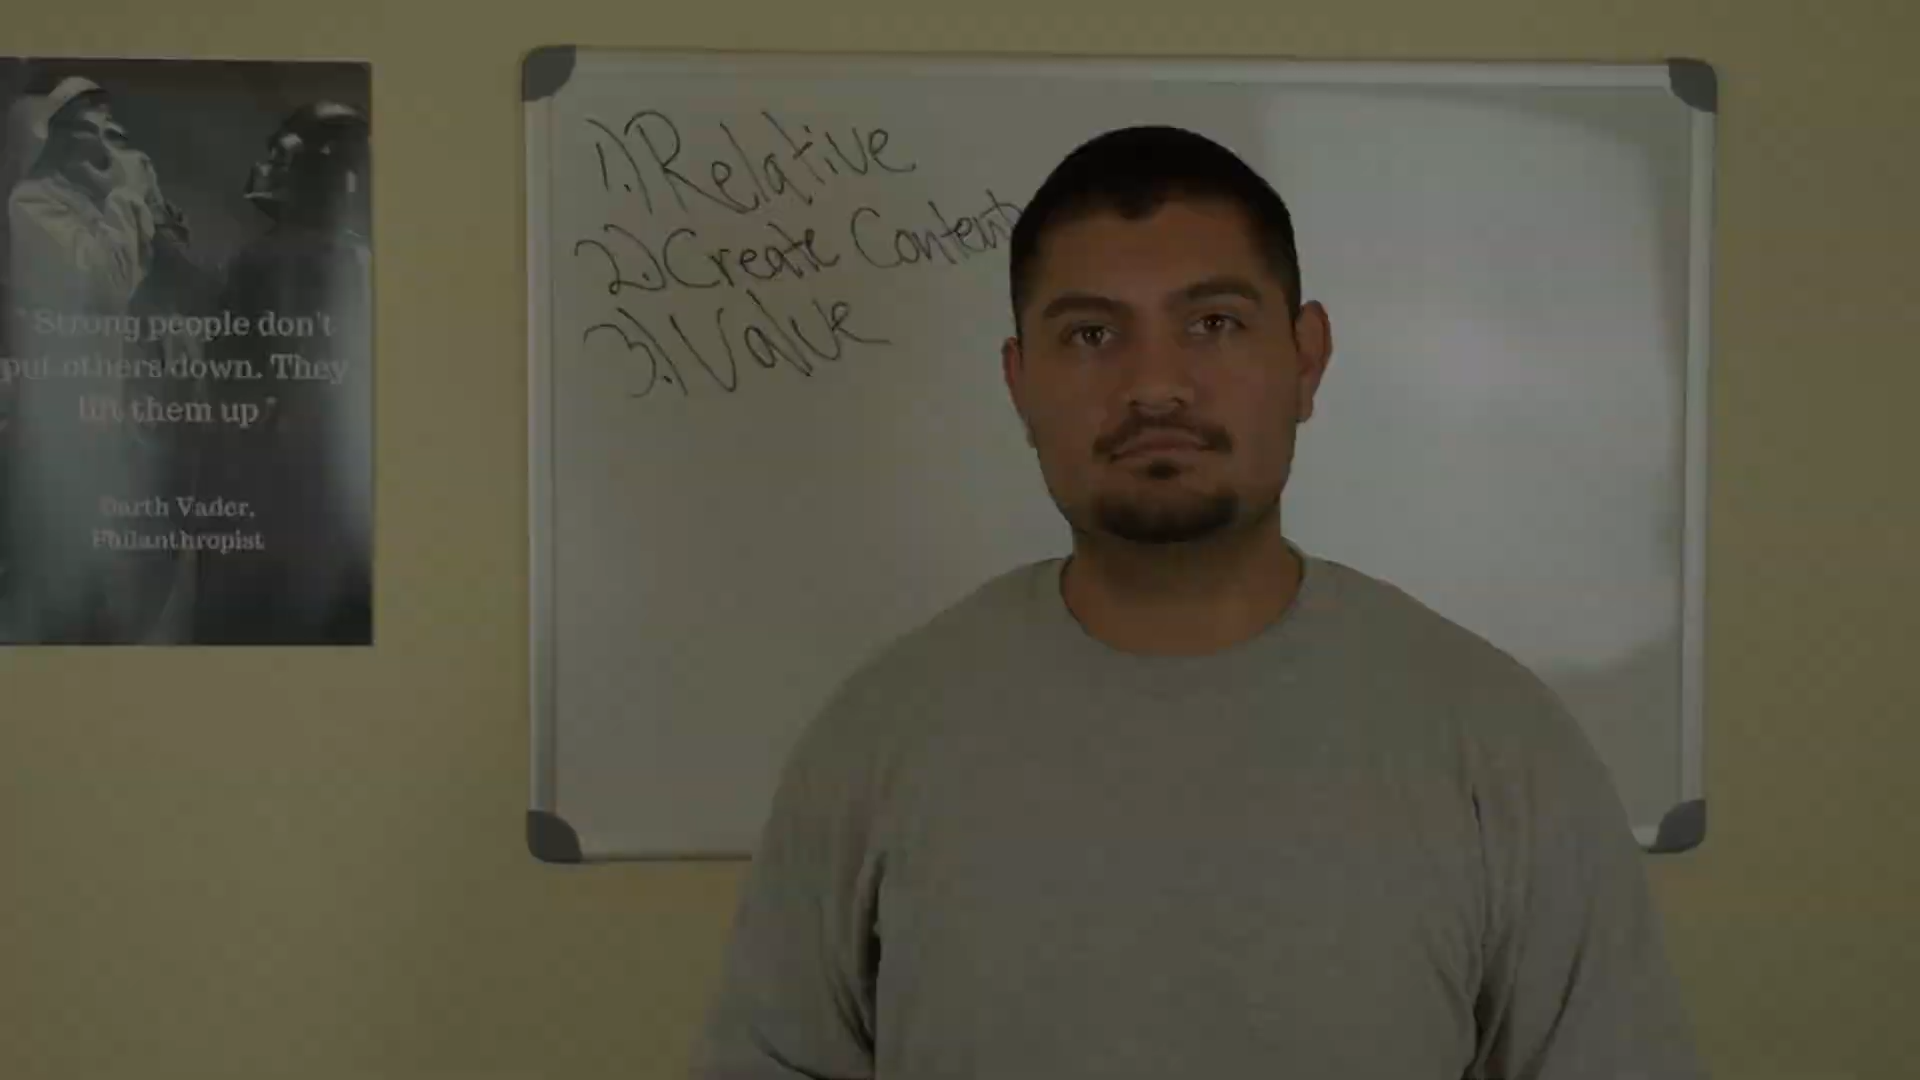 "Strong people don't
put others down. They
lift them up"
Darth Vader,
Philanthropist
1.) Relative
2.) Create Content
3.) Value